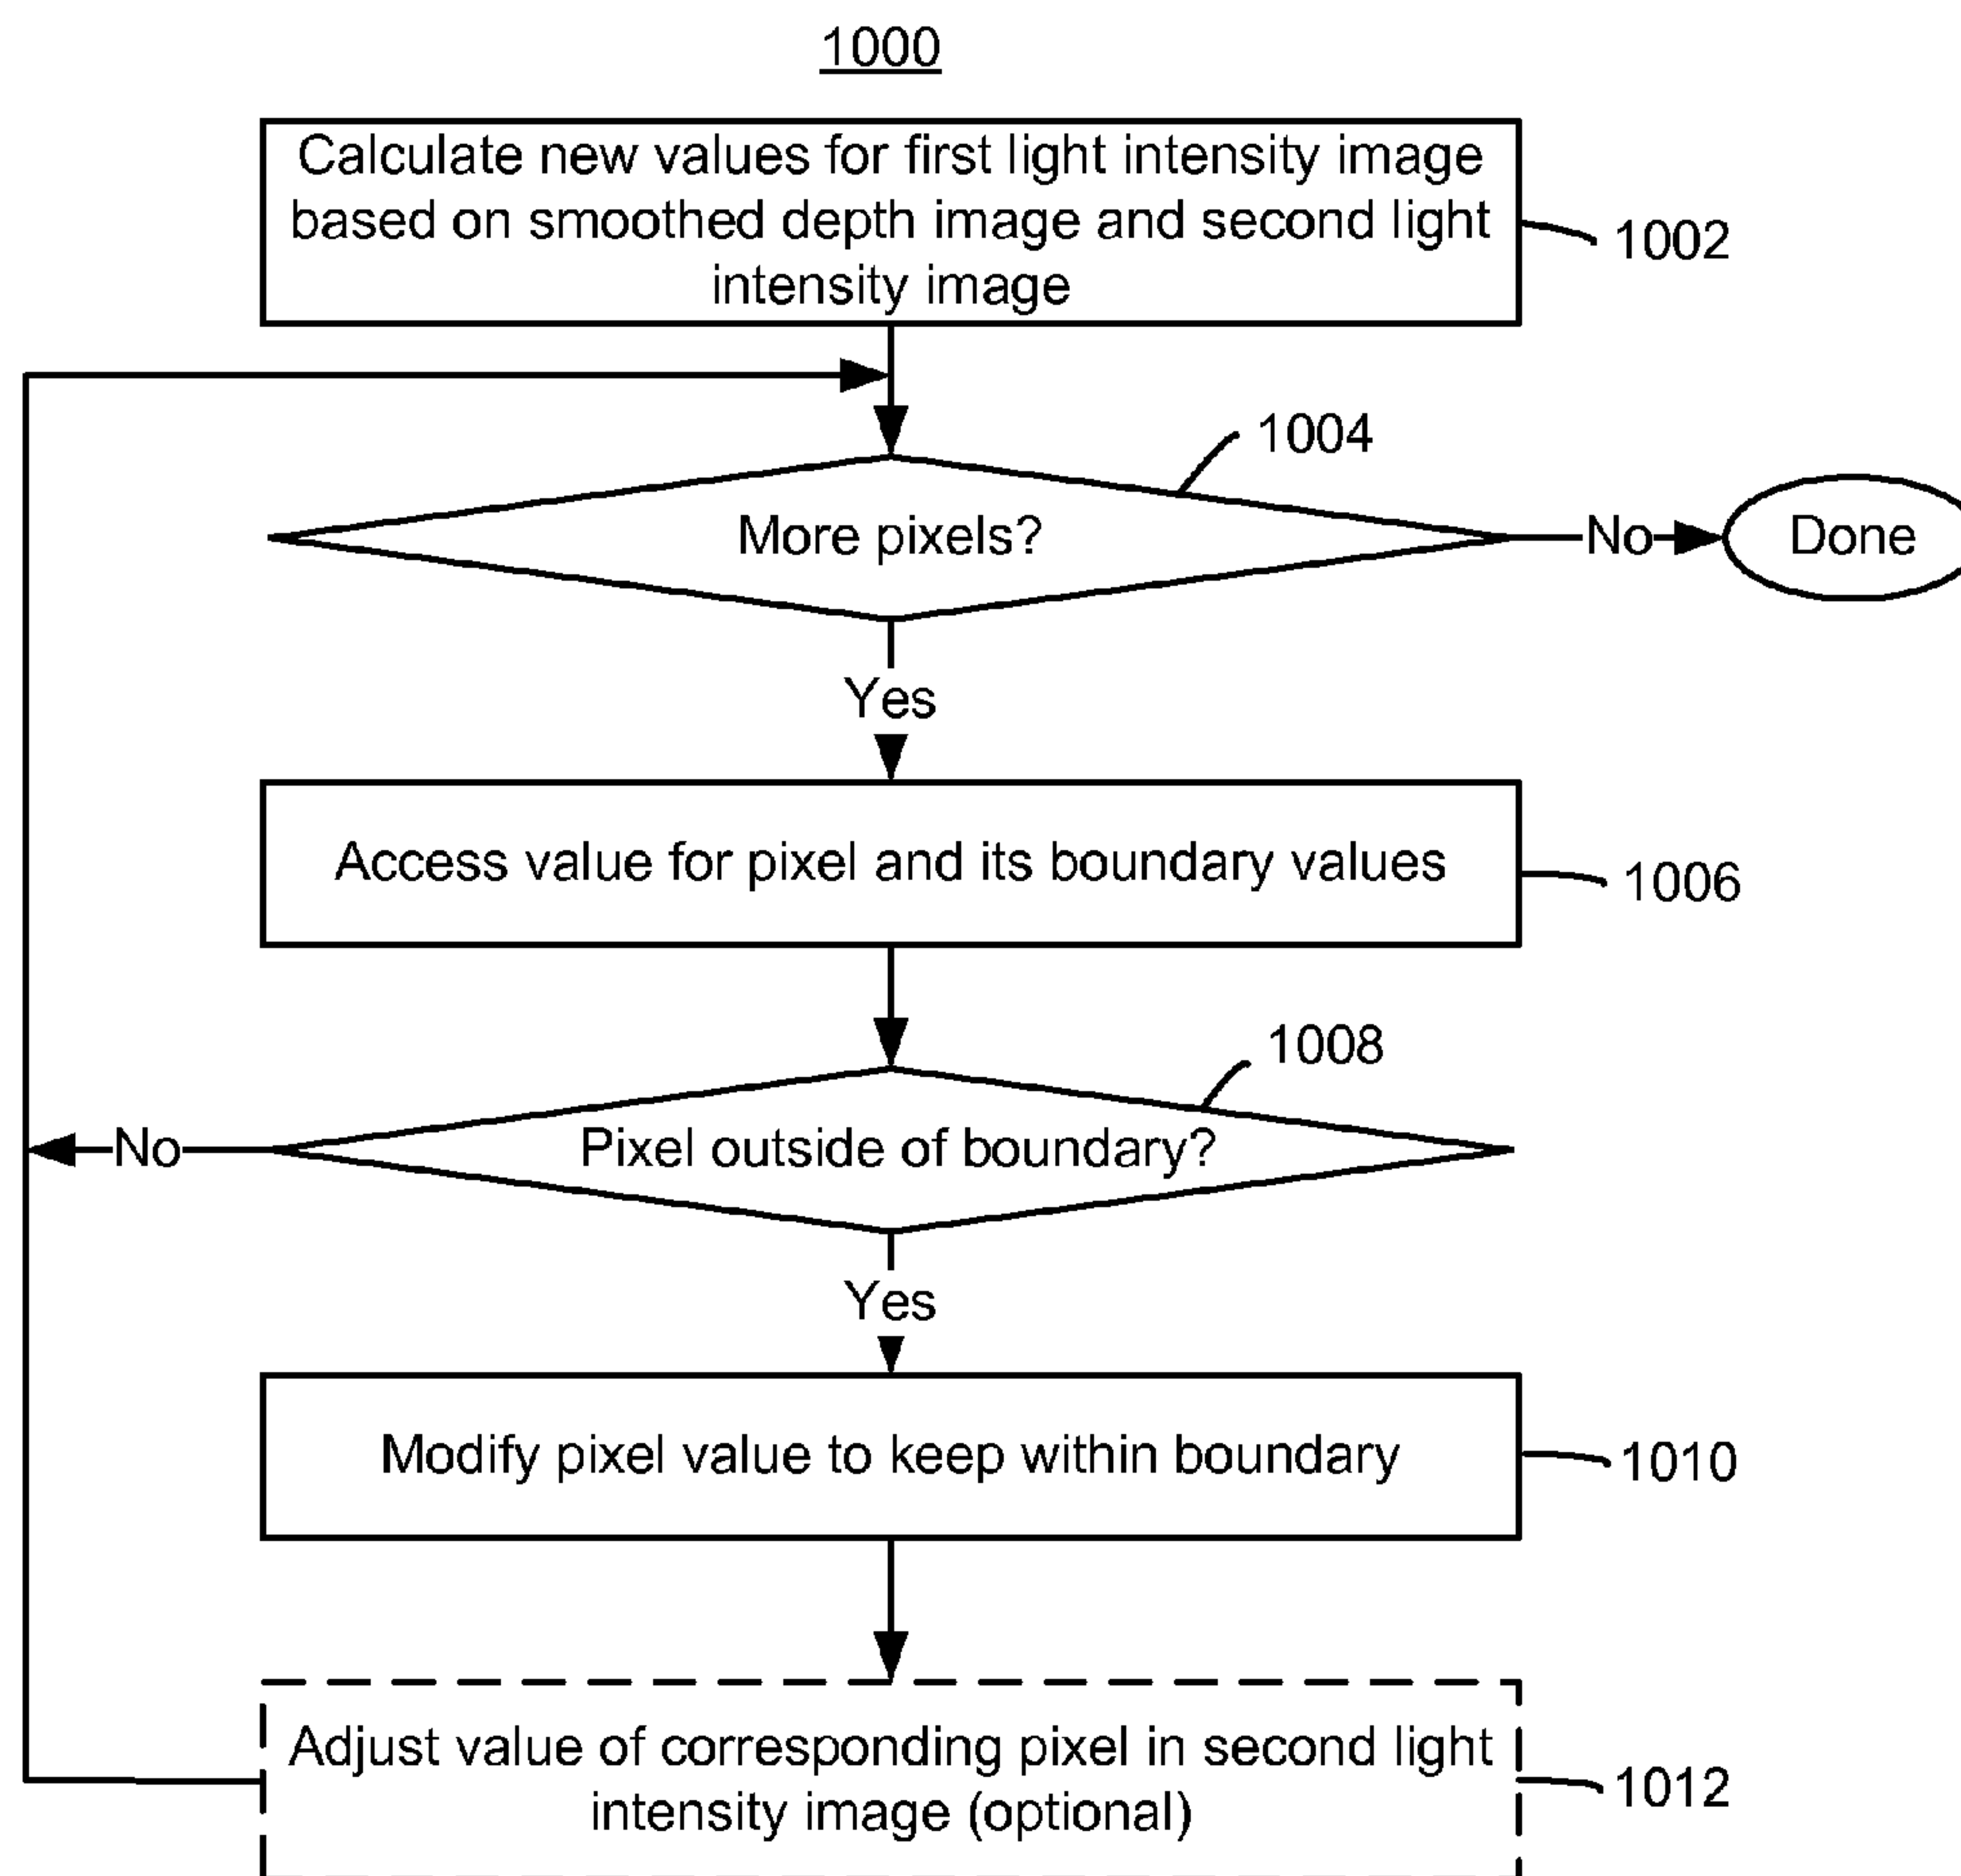 1000
Calculate new values for first light intensity image
based on smoothed depth image and second light
intensity image
1002
1004
More pixels?
No
Done
Yes
Access value for pixel and its boundary values
1006
1008
Pixel outside of boundary?
No
Yes
Modify pixel value to keep within boundary
1010
Adjust value of corresponding pixel in second light
intensity image (optional)
1012